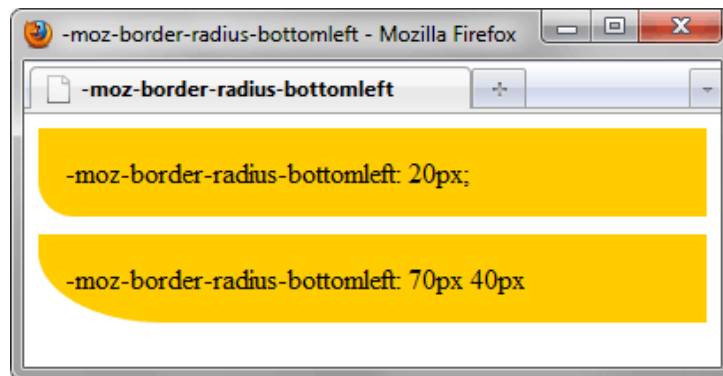 -moz-border-radius-bottomleft - Mozilla Firefox
-moz-border-radius-bottomleft
-moz-border-radius-bottomleft: 20px;
-moz-border-radius-bottomleft: 70px 40px